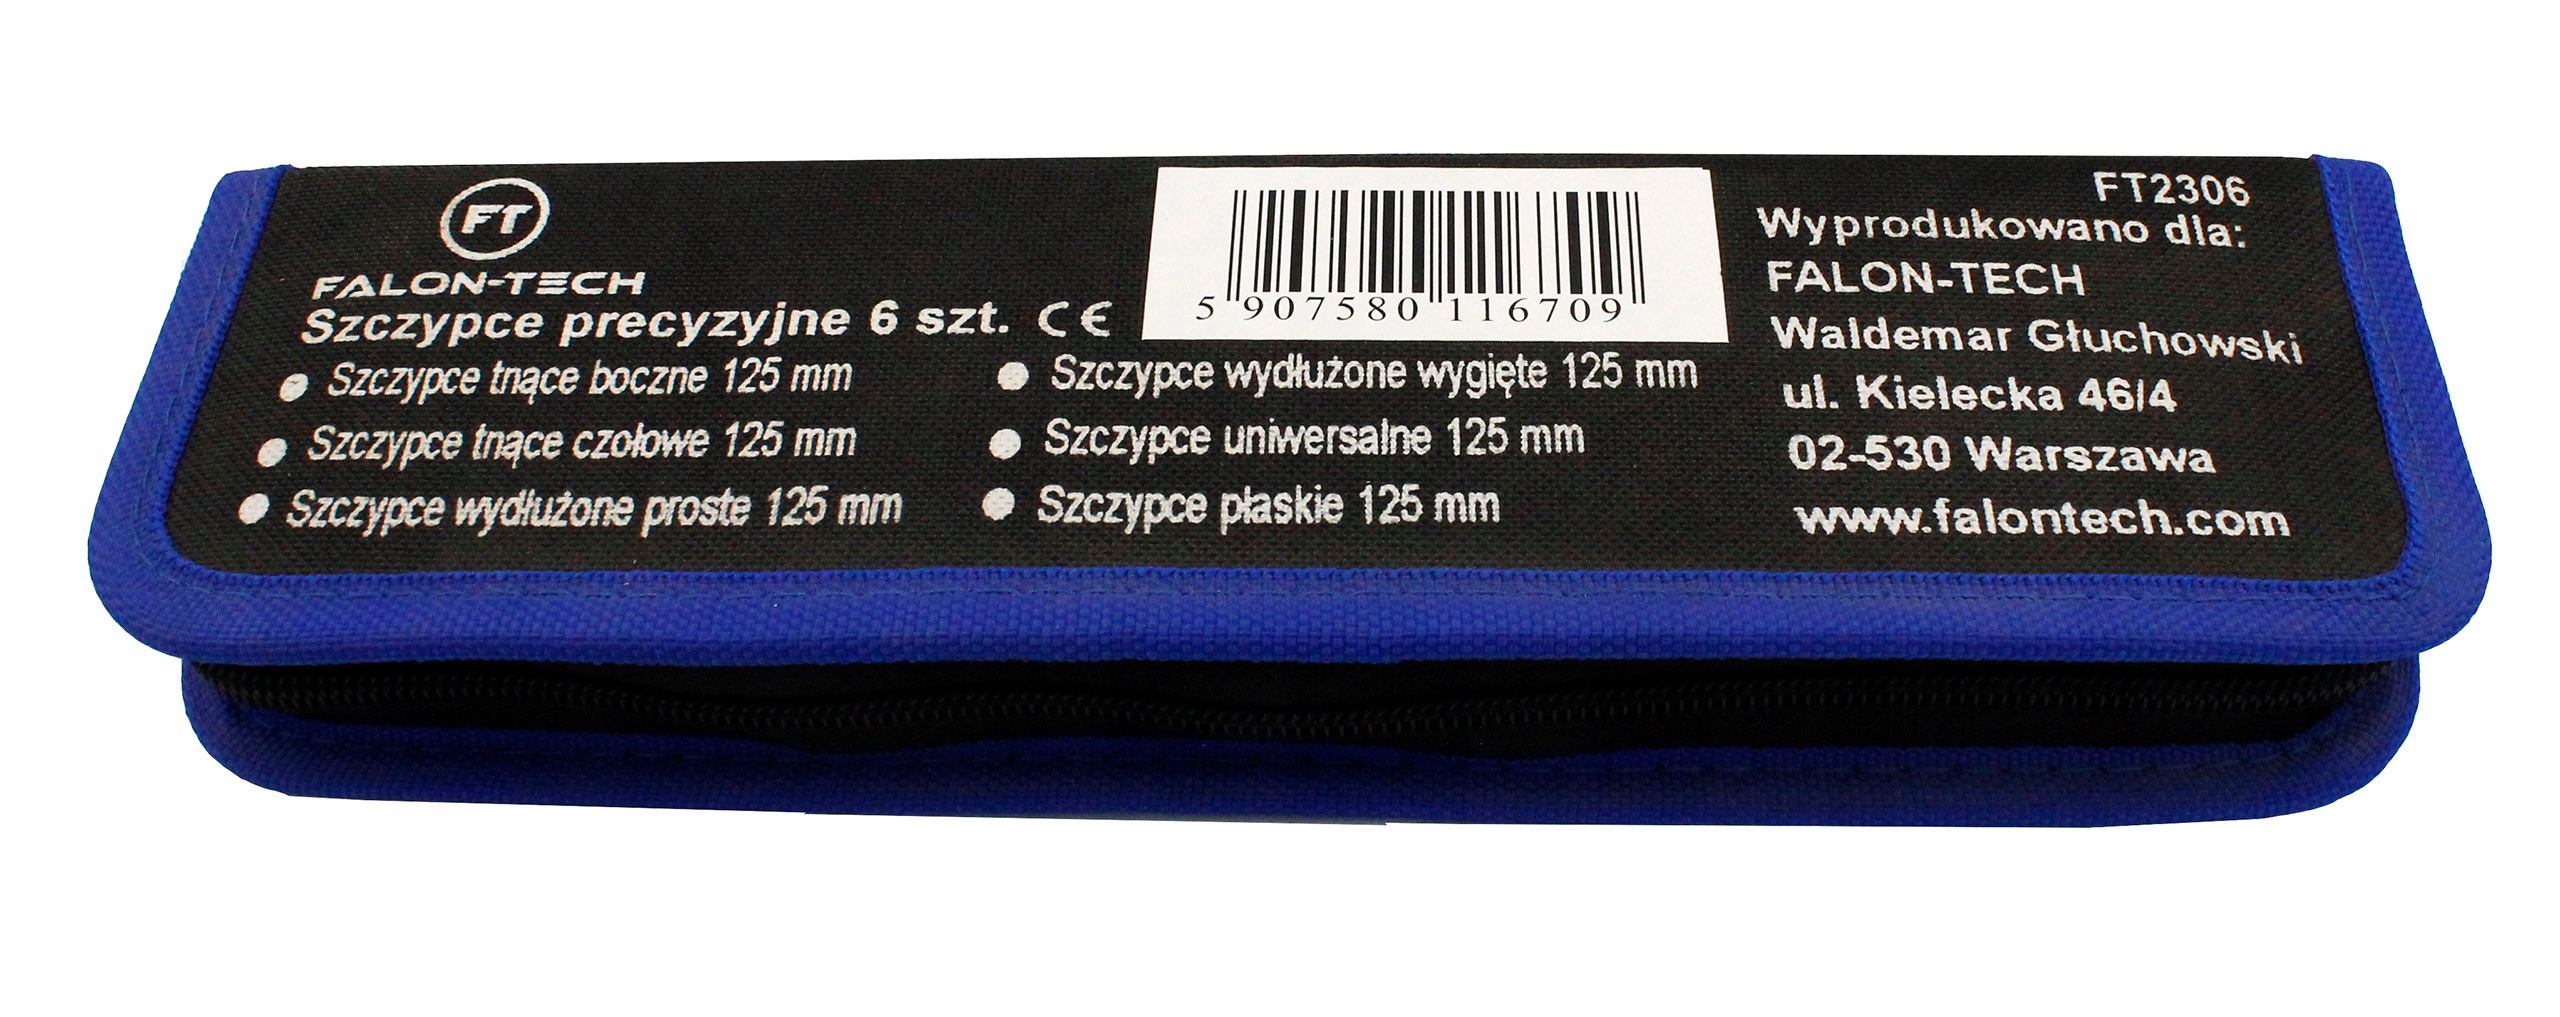 FT
FALON-TECH
Szczypce precyzyjne 6 szt. CE
Szczypce tnące boczne 125 mm
Szczypce tnące czołowe 125 mm
Szczypce wydłużone proste 125 mm
Szczypce wydłużone wygięte 125 mm
Szczypce uniwersalne 125 mm
Szczypce płaskie 125 mm
5 907580 116709
FT2306
Wyprodukowano dla:
FALON-TECH
Waldemar Głuchowski
ul. Kielecka 46/4
02-530 Warszawa
www.falontech.com